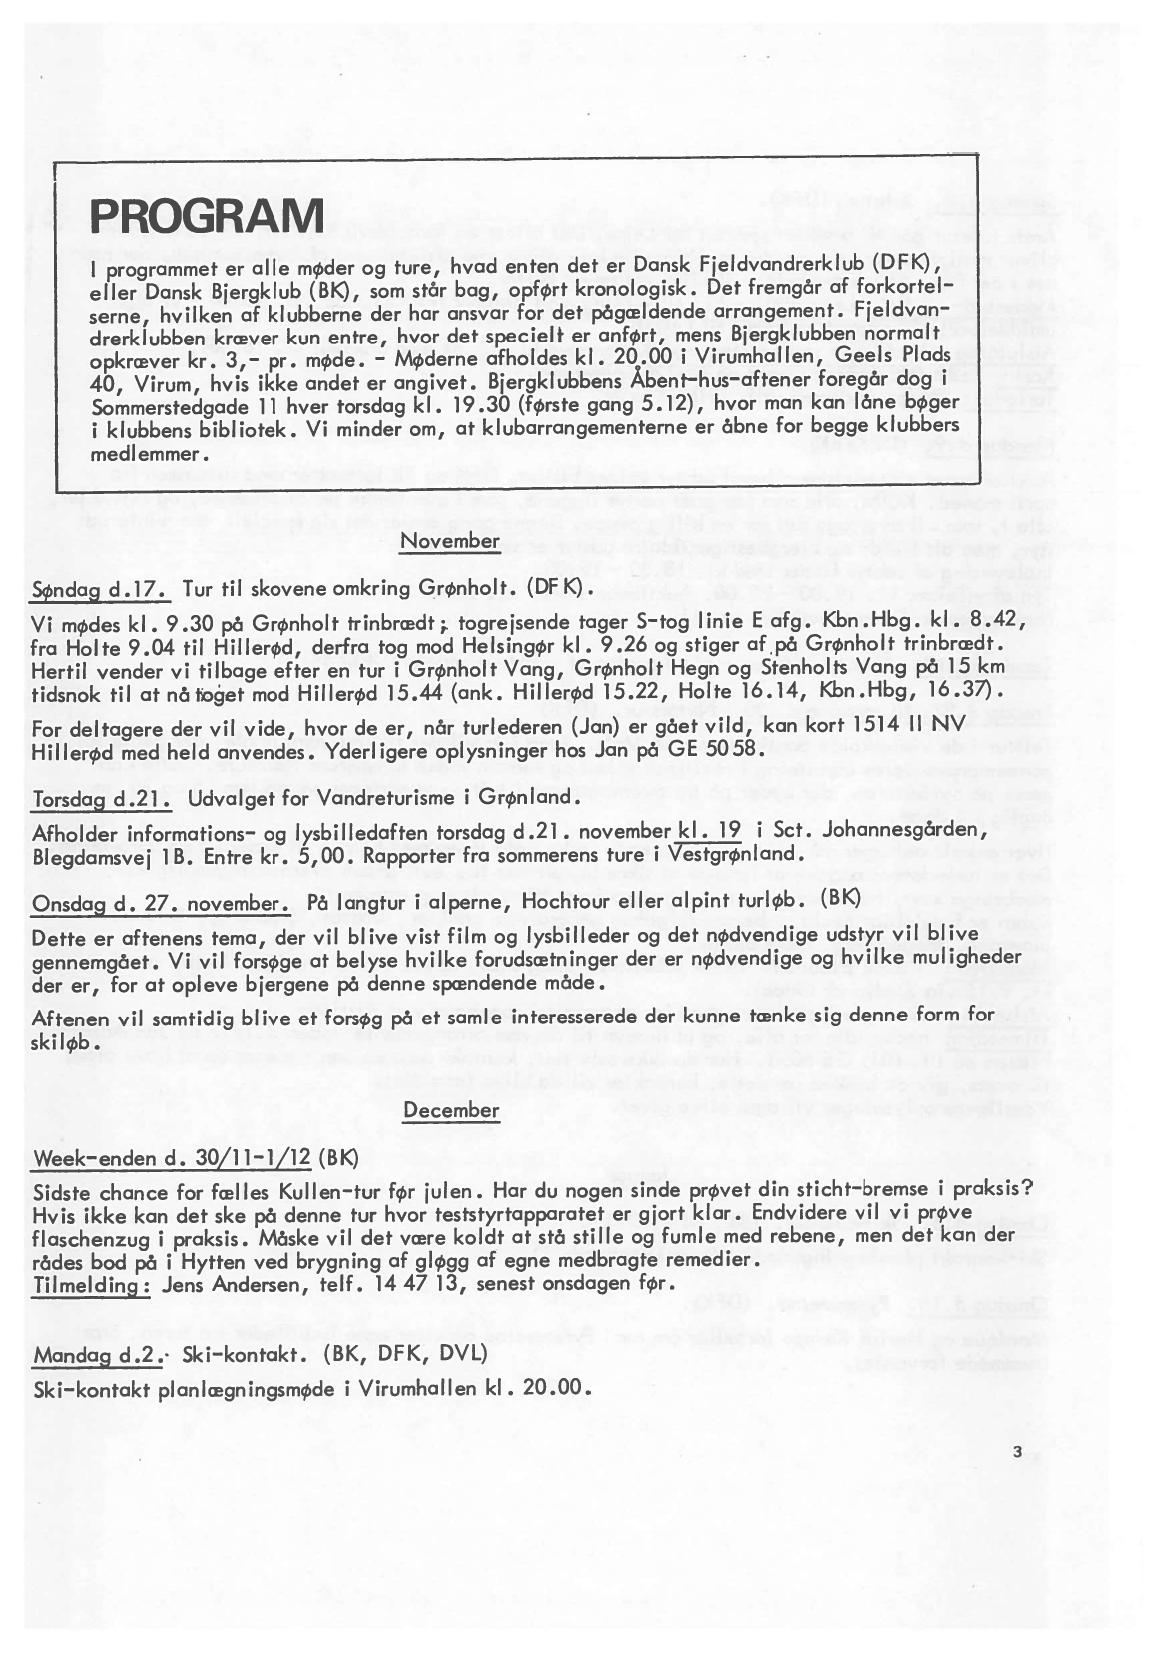 PROGRAM
I programmet er alle møder og ture, hvad enten det er Dansk Fjeldvandrerklub (DFK),
eller Dansk Bjergklub (BK), som står bag, opført kronologisk. Det fremgår af forkortel-
serne, hvilken af klubberne der har ansvar for det pågældende arrangement. Fjeldvan-
drerklubben kræver kun entre, hvor det specielt er anført, mens Bjergklubben normalt
opkræver kr. 3,- pr. møde. - Møderne afholdes kl. 20.00 i Virumhallen, Geels Plads
40, Virum, hvis ikke andet er angivet. Bjergklubbens Åbent-hus-aftener foregår dog i
Sommerstedgade 11 hver torsdag kl. 19.30 (første gang 5.12), hvor man kan låne bøger
i klubbens bibliotek. Vi minder om, at klubarrangementerne er åbne for begge klubbers
medlemmer.
November
Søndag d.17. Tur til skovene omkring Grønholt. (DFK).
Vi mødes kl. 9.30 på Grønholt trinbrædt; togrejsende tager S-tog linie E afg. Kbn.Hbg. kl. 8.42,
fra Holte 9.04 til Hillerød, derfra tog mod Helsingør kl. 9.26 og stiger af på Grønholt trinbrædt.
Hertil vender vi tilbage efter en tur i Grønholt Vang, Grønholt Hegn og Stenholts Vang på 15 km
tidsnok til at nå toget mod Hillerød 15.44 (ank. Hillerød 15.22, Holte 16.14, Kbn.Hbg, 16.37).
For deltagere der vil vide, hvor de er, når turlederen (Jan) er gået vild, kan kort 1514 II NV
Hillerød med held anvendes. Yderligere oplysninger hos Jan på GE 5058.
Torsdag d.21. Udvalget for Vandreturisme i Grønland.
Afholder informations- og lysbilledaften torsdag d.21. november kl. 19 i Sct. Johannesgården,
Blegdamsvej 1B. Entre kr. 5,00. Rapporter fra sommerens ture i Vestgrønland.
Onsdag d. 27. november. På langtur i alperne, Hochtour eller alpint turløb. (BK)
Dette er aftenens tema, der vil blive vist film og lysbilleder og det nødvendige udstyr vil blive
gennemgået. Vi vil forsøge at belyse hvilke forudsætninger der er nødvendige og hvilke muligheder
der er, for at opleve bjergene på denne spændende måde.
Aftenen vil samtidig blive et forsøg på et samle interesserede der kunne tænke sig denne form for
skiløb.
December
Week-enden d. 30/11-1/12 (BK)
Sidste chance for fælles Kullen-tur før julen. Har du nogen sinde prøvet din sticht-bremse i praksis?
Hvis ikke kan det ske på denne tur hvor teststyrtapparatet er gjort klar. Endvidere vil vi prøve
flaschenzug i praksis. Måske vil det være koldt at stå stille og fumle med rebene, men det kan der
rådes bod på i Hytten ved brygning af gløgg af egne medbragte remedier.
Tilmelding: Jens Andersen, telf. 14 47 13, senest onsdagen før.
Mandag d.2. Ski-kontakt. (BK, DFK, DVL)
Ski-kontakt planlægningsmøde i Virumhallen kl. 20.00.
3